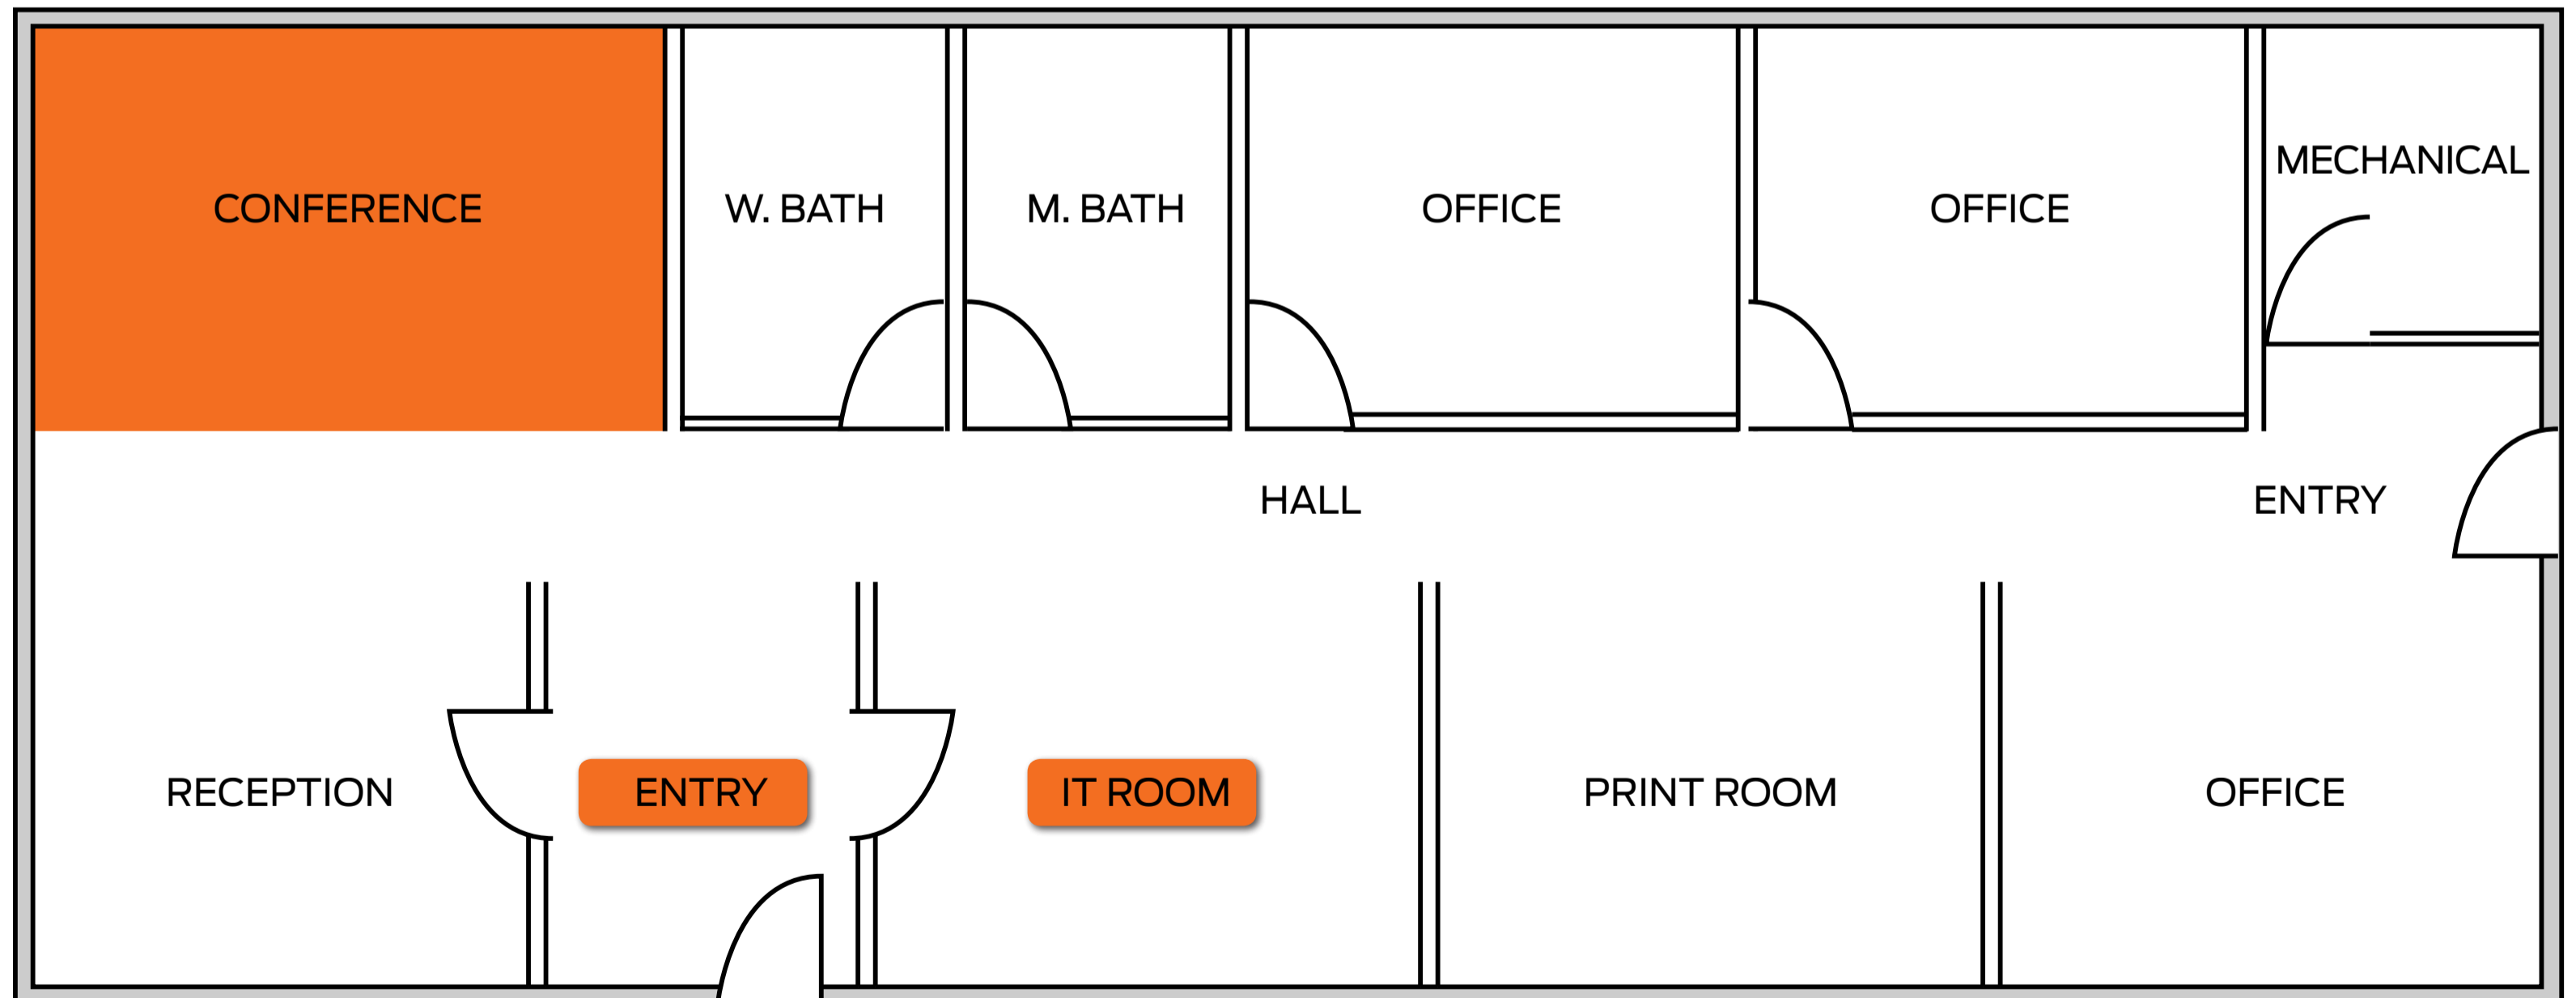 CONFERENCE
W. BATH
M. BATH
OFFICE
OFFICE
MECHANICAL
HALL
ENTRY
RECEPTION
ENTRY
IT ROOM
PRINT ROOM
OFFICE